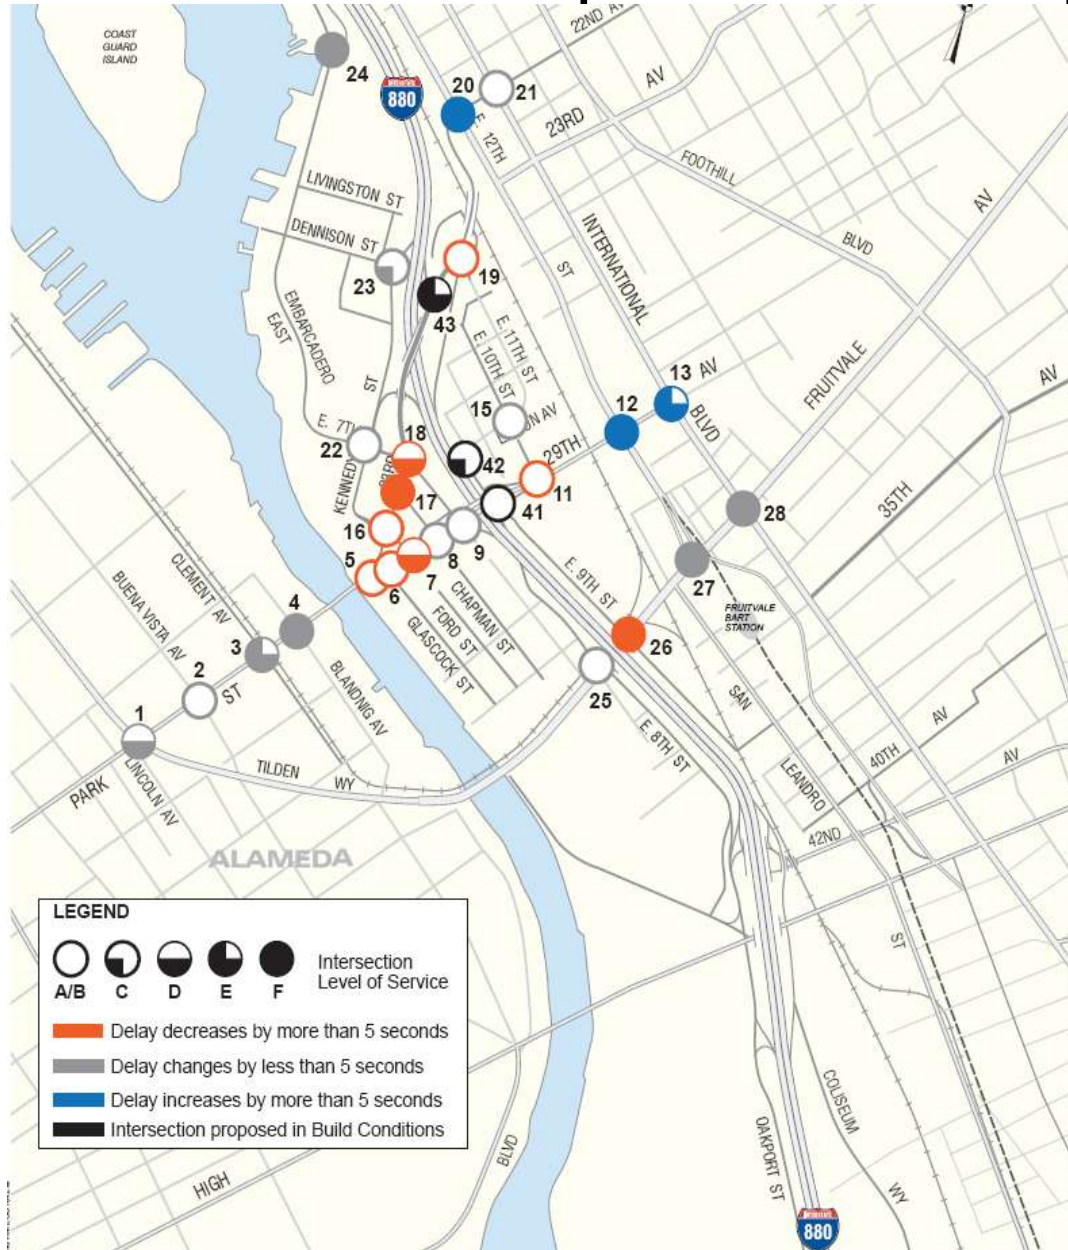 COAST
GUARD
ISLAND
24
880
20
21
22ND AV
23RD
AV
E. 12TH
ST
FOOTHILL
BLVD
AV
LIVINGSTON ST
DENNISON ST
23
19
43
INTERNATIONAL
BLVD
EMBARCADERO
EAST
ST
E. 11TH ST
E. 10TH ST
13
AV
12
FRUITVALE
AV
15
29TH
E. 7TH
22
18
42
11
41
17
KENNEDY
16
5
6
7
8
9
28
35TH
27
FRUITVALE
BART
STATION
E. 9TH ST
26
25
CHAPMAN ST
FORD ST
GLASCOCK ST
CLEMENT AV
BUENA VISTA AV
4
3
2
ST
BLANDNIG AV
1
LINCOLN AV
PARK
TILDEN
WY
E. 8TH ST
SAN
LEANDRO
ST
40TH
AV
42ND
AV
ALAMEDA
LEGEND
A/B
C
D
E
F
Intersection
Level of Service
Delay decreases by more than 5 seconds
Delay changes by less than 5 seconds
Delay increases by more than 5 seconds
Intersection proposed in Build Conditions
HIGH
BLVD
OAKPORT ST
COLISEUM
WY
880